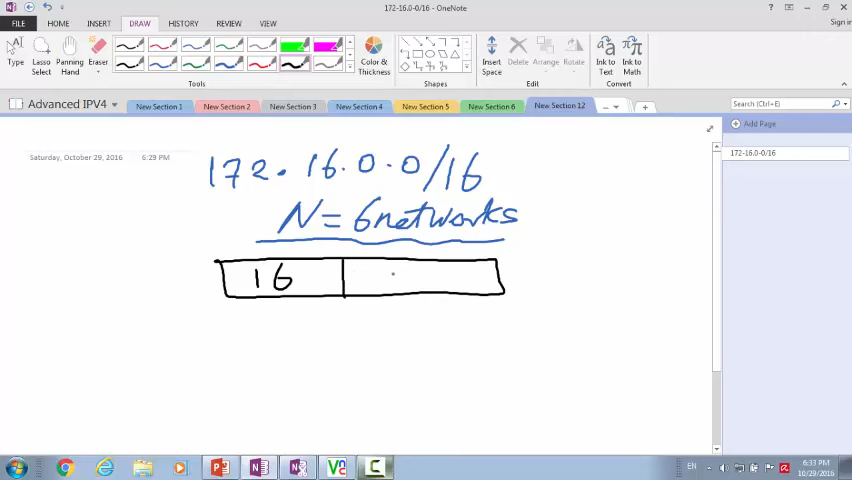 172-16.0-0/16 - OneNote
FILE HOME INSERT DRAW HISTORY REVIEW VIEW
Sign in
Type Lasso Select Panning Hand Eraser Color & Thickness Insert Space Delete Arrange Rotate Ink to Text Ink to Math
Tools Shapes Edit Convert
Advanced IPV4 New Section 1 New Section 2 New Section 3 New Section 4 New Section 5 New Section 6 New Section 12 Search (Ctrl+E)
Add Page
172-16.0-0/16
Saturday, October 29, 2016 6:29 PM
172.16.0.0/16
N = 6 networks
16
EN 6:33 PM
10/29/2016